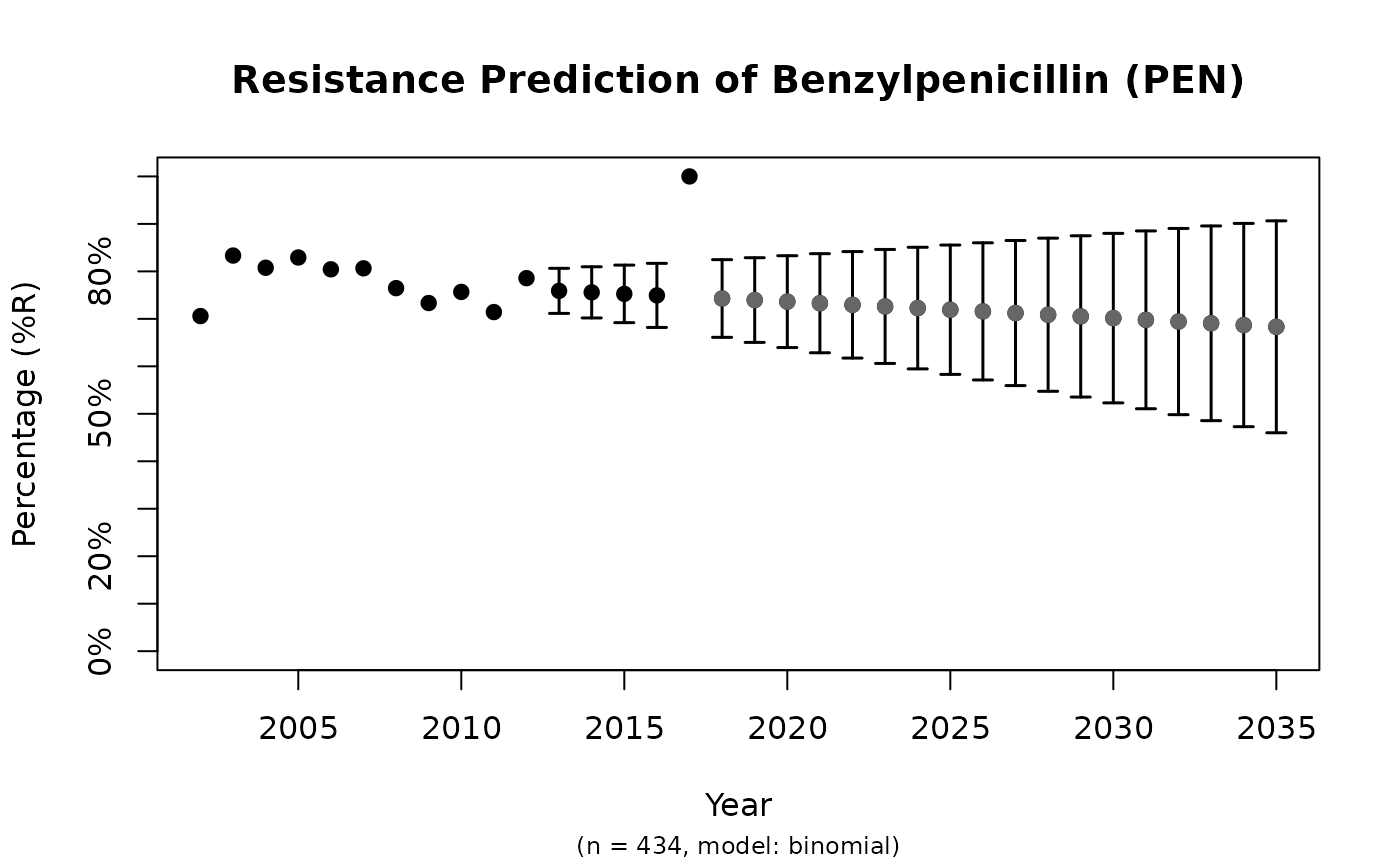 Resistance Prediction of Benzylpenicillin (PEN)
Percentage (%R)
80%
50%
20%
0%
2005 2010 2015 2020 2025 2030 2035
Year
(n = 434, model: binomial)